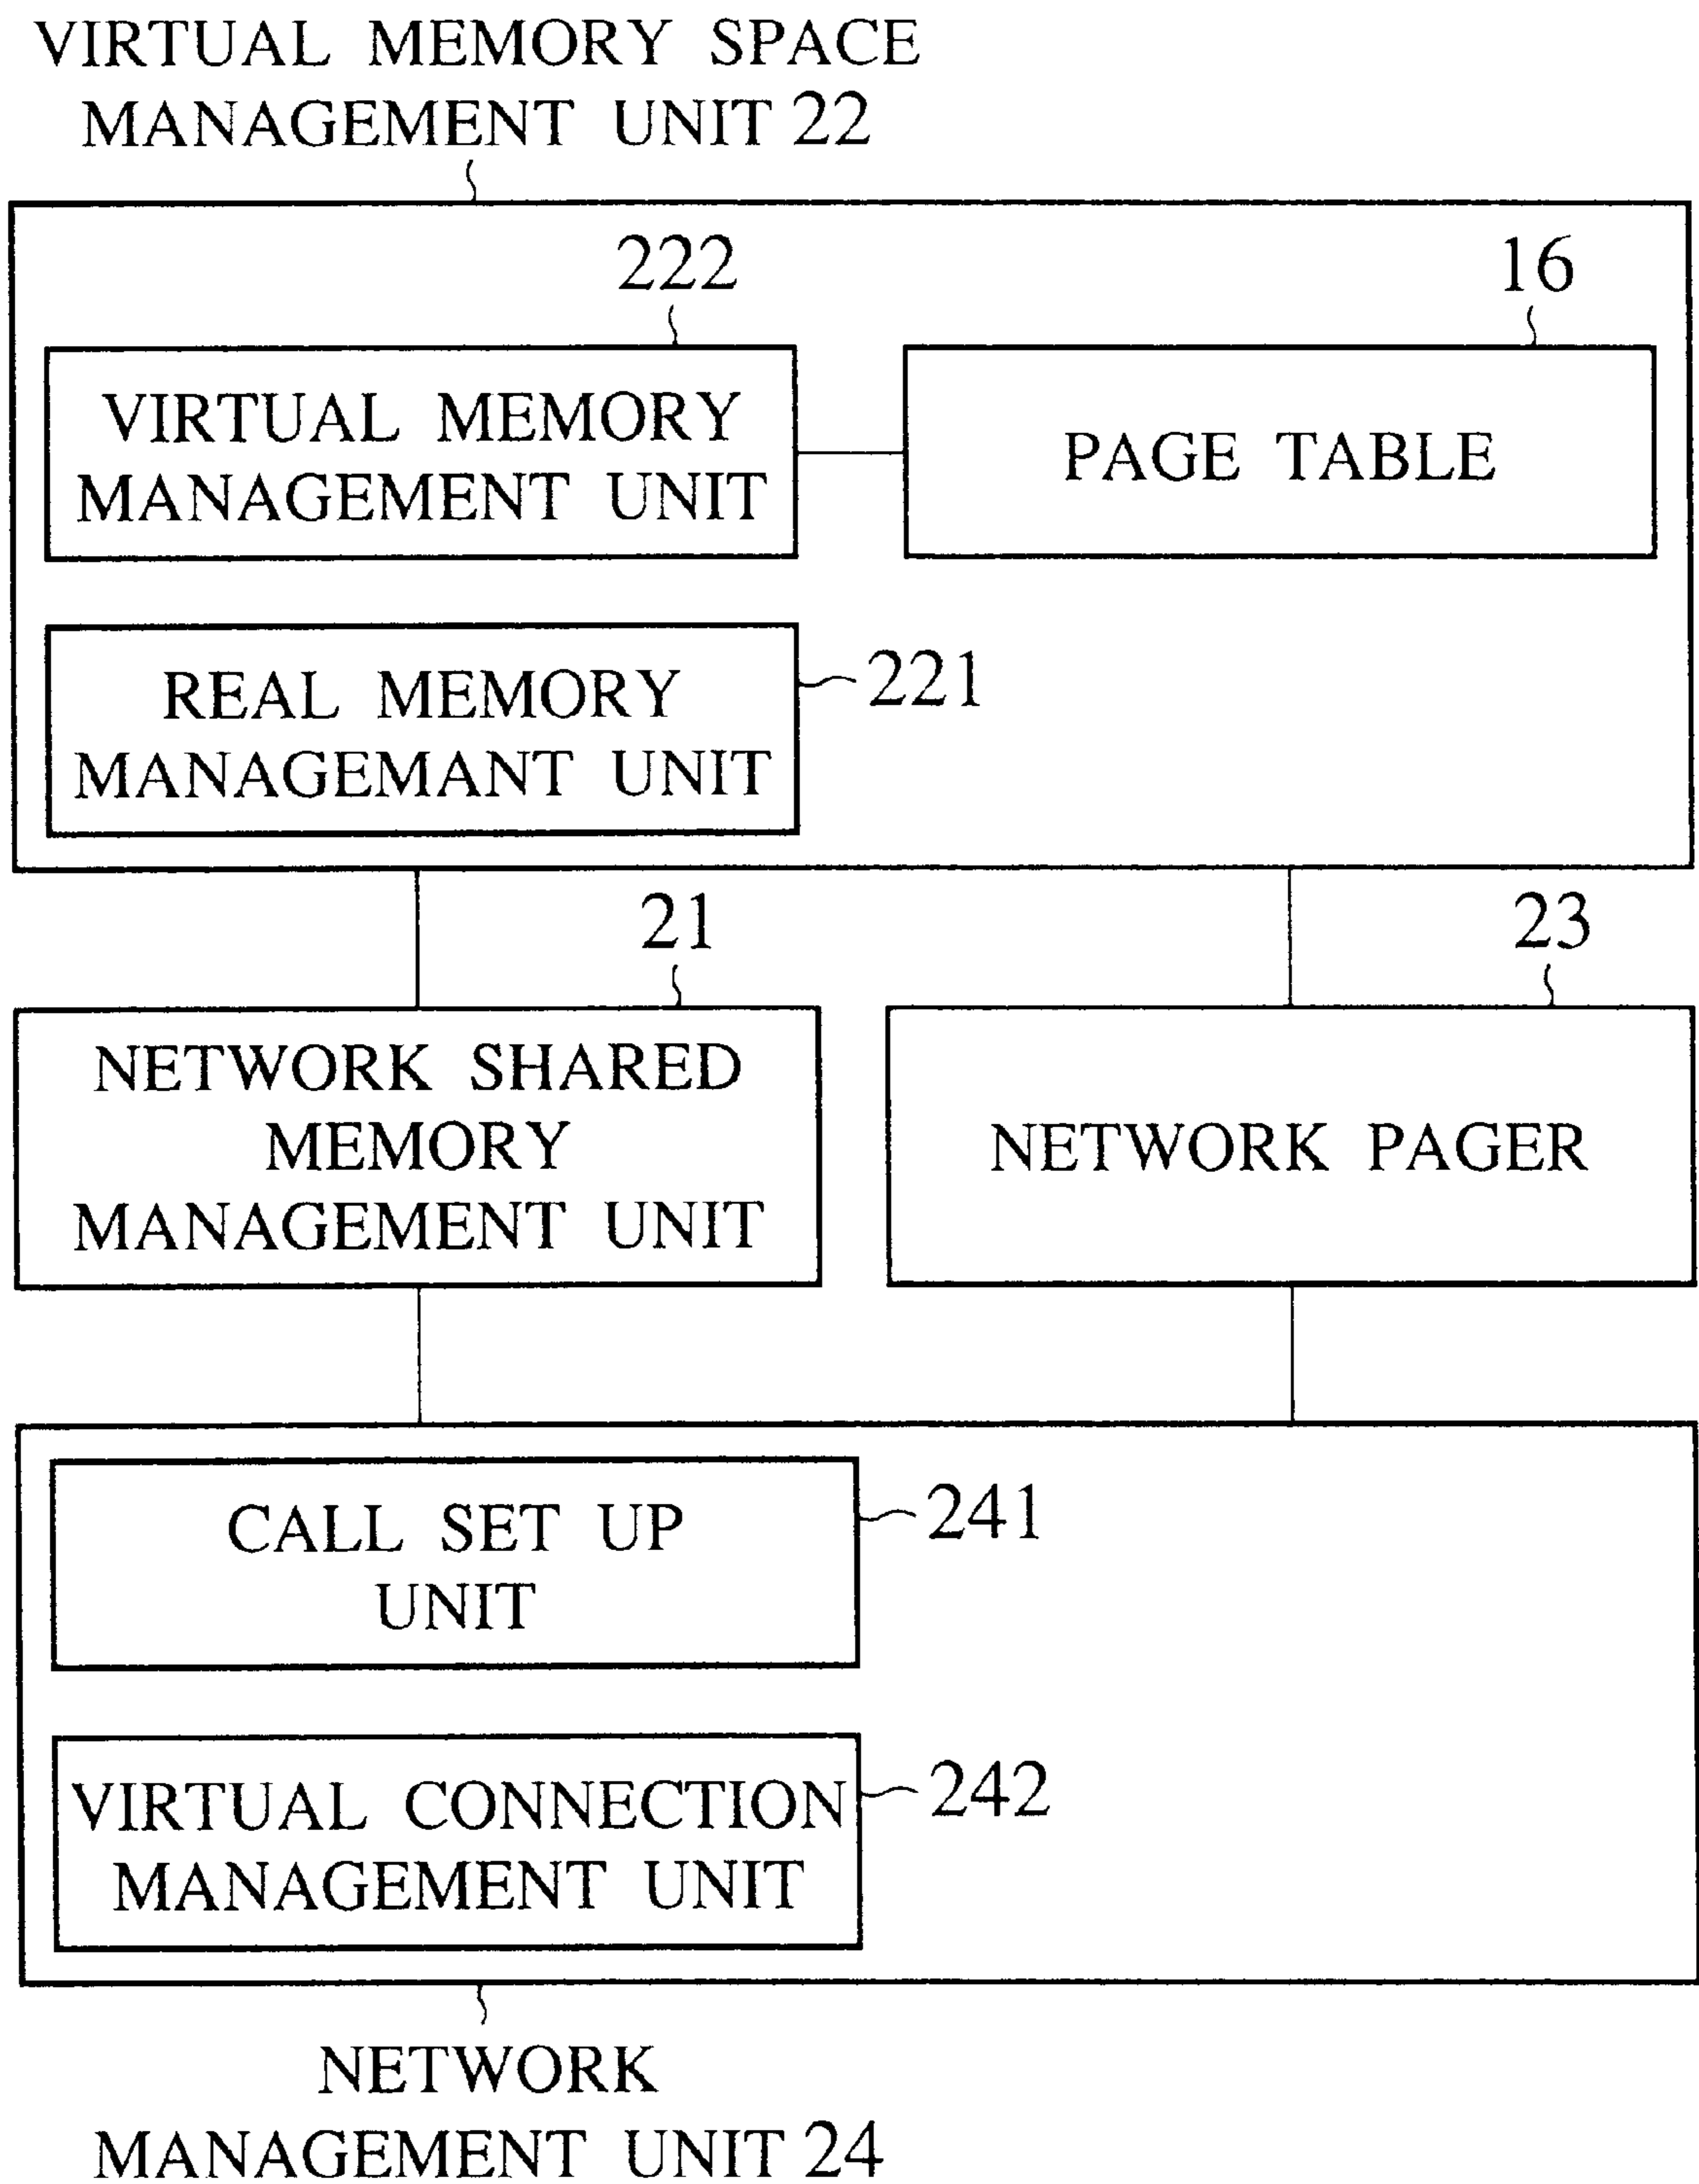 VIRTUAL MEMORY SPACE
MANAGEMENT UNIT 22
222
16
VIRTUAL MEMORY
MANAGEMENT UNIT
PAGE TABLE
REAL MEMORY
MANAGEMANT UNIT
221
21
23
NETWORK SHARED
MEMORY
MANAGEMENT UNIT
NETWORK PAGER
CALL SET UP
UNIT
241
VIRTUAL CONNECTION
MANAGEMENT UNIT
242
NETWORK
MANAGEMENT UNIT 24